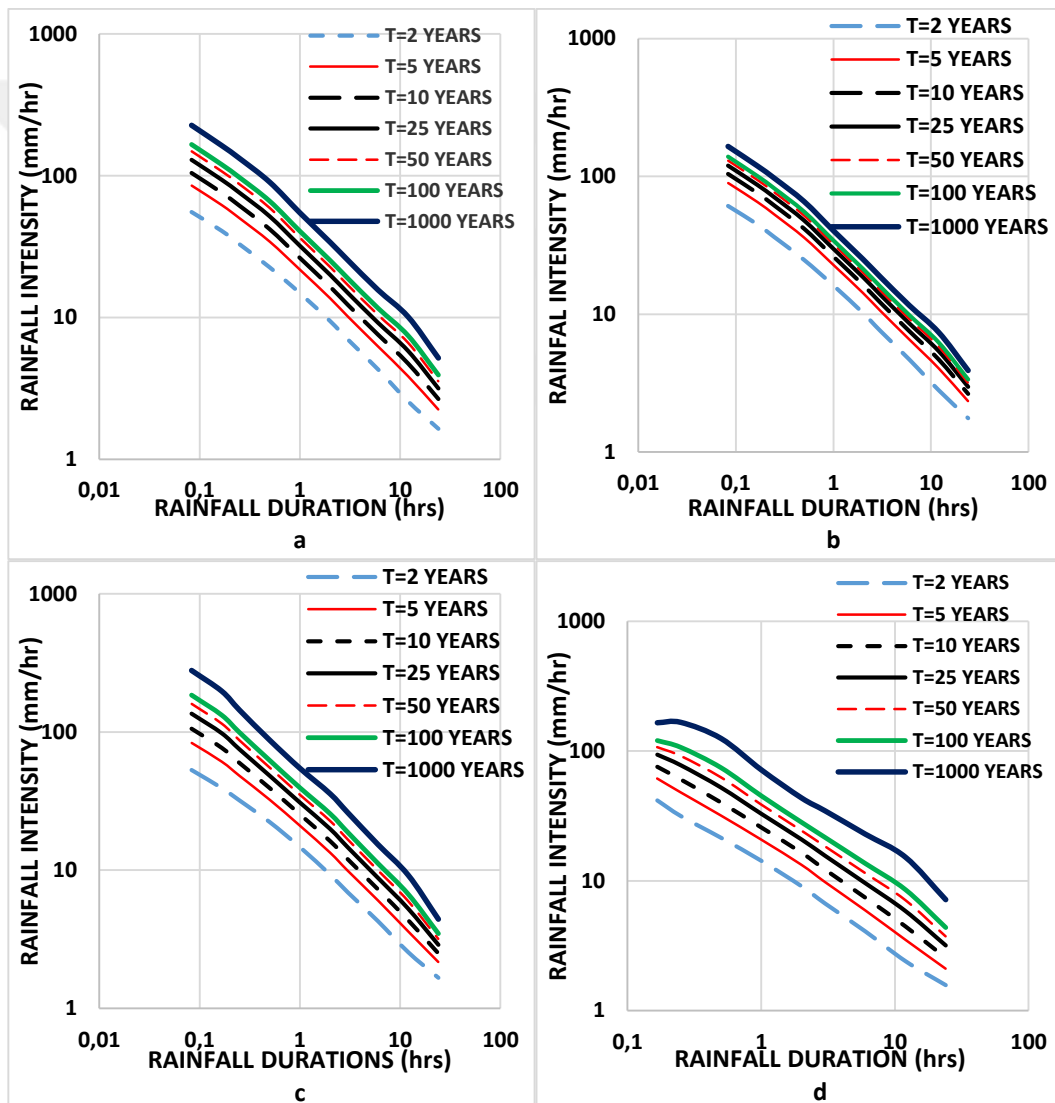 RAINFALL INTENSITY (mm/hr)
1000
100
10
1
0,01
0,1
1
10
100
RAINFALL DURATION (hrs)
T=2 YEARS
T=5 YEARS
T=10 YEARS
T=25 YEARS
T=50 YEARS
T=100 YEARS
T=1000 YEARS
a
RAINFAL INTENSITY (mm/hr)
1000
100
10
1
0,01
0,1
1
10
100
RAINFALL DURATION (hrs)
T=2 YEARS
T=5 YEARS
T=10 YEARS
T=25 YEARS
T=50 YEARS
T=100 YEARS
T=1000 YEARS
b
RAINFALL INTENSITY (mm/hr)
1000
100
10
1
0,01
0,1
1
10
100
RAINFALL DURATIONS (hrs)
T=2 YEARS
T=5 YEARS
T=10 YEARS
T=25 YEARS
T=50 YEARS
T=100 YEARS
T=1000 YEARS
c
RAINFALL INTENSITY (mm/hr)
1000
100
10
1
0,1
1
10
100
RAINFALL DURATION (hrs)
T=2 YEARS
T=5 YEARS
T=10 YEARS
T=25 YEARS
T=50 YEARS
T=100 YEARS
T=1000 YEARS
d